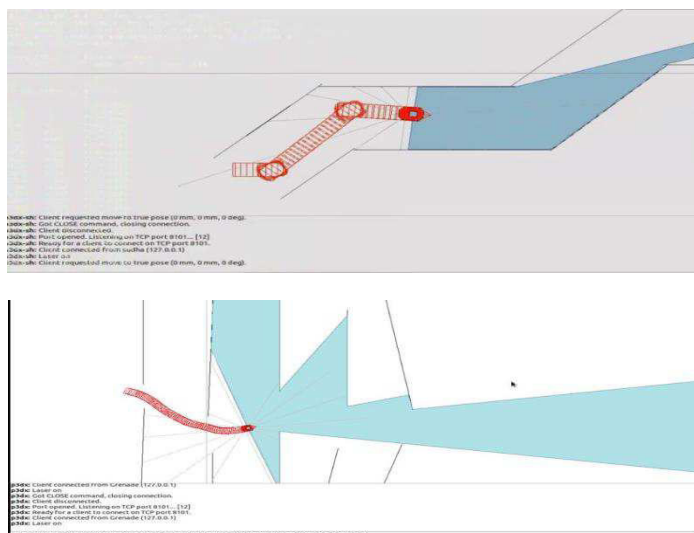 p3dx-sh: Client requested move to true pose (0 mm, 0 mm, 0 deg).
p3dx-sh: Got CLOSE command, closing connection.
p3dx-sh: Client disconnected.
p3dx-sh: Port opened. Listening on TCP port 8101... [12]
p3dx-sh: Ready for a client to connect on TCP port 8101.
p3dx-sh: Client connected from sudha (127.0.0.1)
p3dx-sh: Laser on
p3dx-sh: Client requested move to true pose (0 mm, 0 mm, 0 deg).
p3dx: Client connected from Grenade (127.0.0.1)
p3dx: Laser on
p3dx: Got CLOSE command, closing connection.
p3dx: Client disconnected.
p3dx: Port opened. Listening on TCP port 8101... [12]
p3dx: Ready for a client to connect on TCP port 8101.
p3dx: Client connected from Grenade (127.0.0.1)
p3dx: Laser on